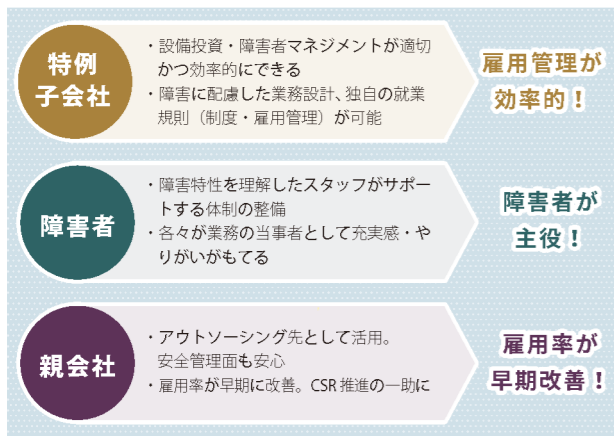 特例
子会社
・設備投資・障害者マネジメントが適切
かつ効率的にできる
・障害に配慮した業務設計、独自の就業
規則（制度・雇用管理）が可能
雇用管理が
効率的！
障害者
・障害特性を理解したスタッフがサポー
トする体制の整備
・各々が業務の当事者として充実感・や
りがいがもてる
障害者が
主役！
親会社
・アウトソーシング先として活用。
安全管理面も安心
・雇用率が早期に改善。CSR 推進の一助に
雇用率が
早期改善！